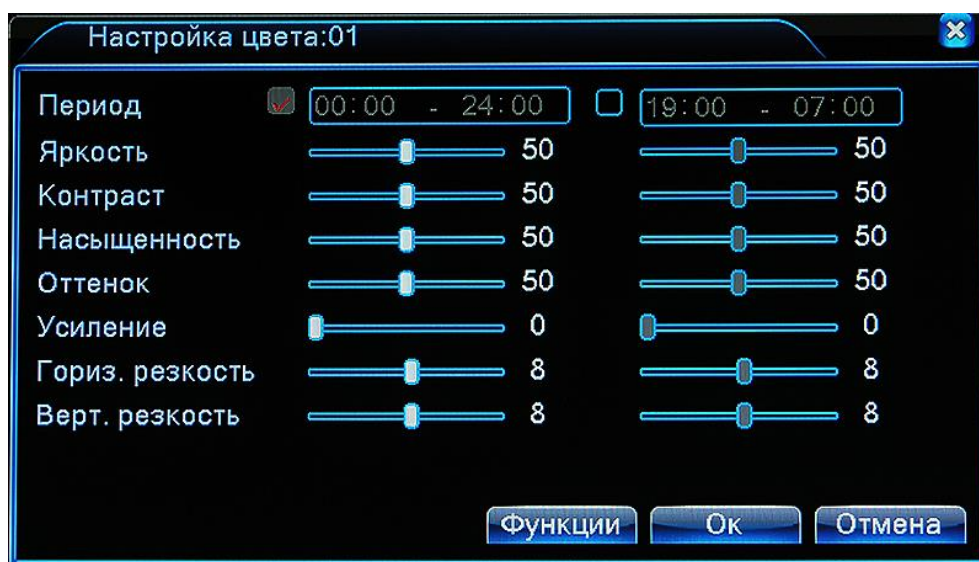 Настройка цвета:01
Период 00:00 - 24:00 19:00 - 07:00
Яркость 50 50
Контраст 50 50
Насыщенность 50 50
Оттенок 50 50
Усиление 0 0
Гориз. резкость 8 8
Верт. резкость 8 8
Функции Ок Отмена